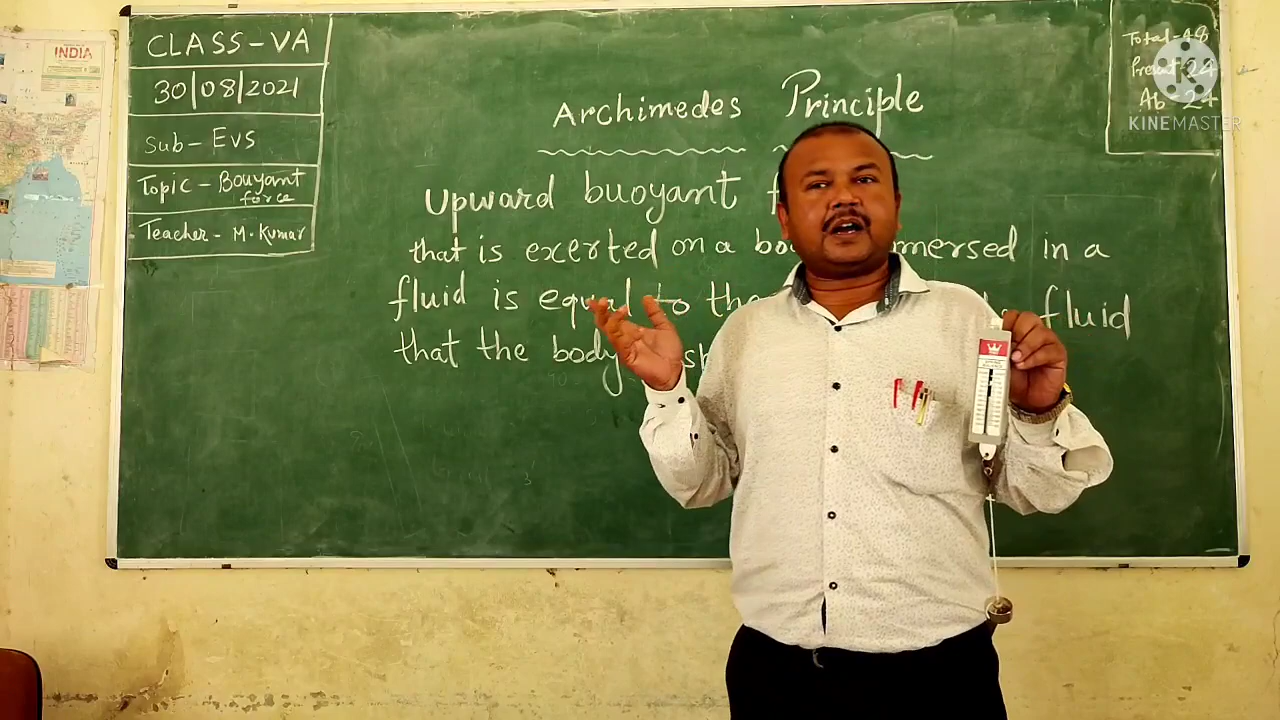 CLASS-VA
30/08/2021
Sub- EVS
Topic - Bouyant
force
Teacher - M. Kumar
Archimedes Principle
Upward buoyant
that is exerted on a
fluid is equal to the fluid
that the body
in a
Total-48
Present-24
Ab-24
KINEMASTER
INDIA